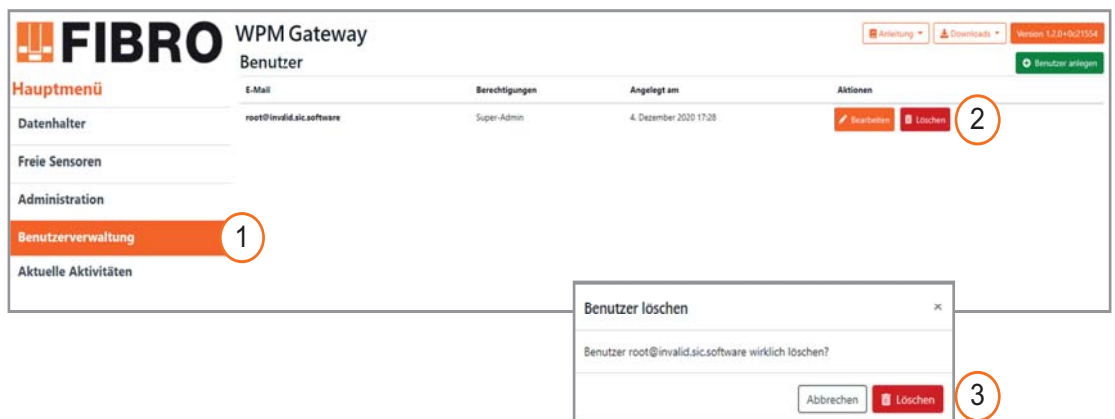 FIBRO
WPM Gateway
Anleitung
Downloads
Version 1.2.0+0c21554
Benutzer
Benutzer anlegen
Hauptmenü
E-Mail Berechtigungen Angelegt am Aktionen
Datenhalter
root@invalid.sic.software Super-Admin 4. Dezember 2020 17:28 Bearbeiten Löschen 2
Freie Sensoren
Administration
Benutzerverwaltung 1
Aktuelle Aktivitäten
Benutzer löschen ×
Benutzer root@invalid.sic.software wirklich löschen?
Abbrechen Löschen 3